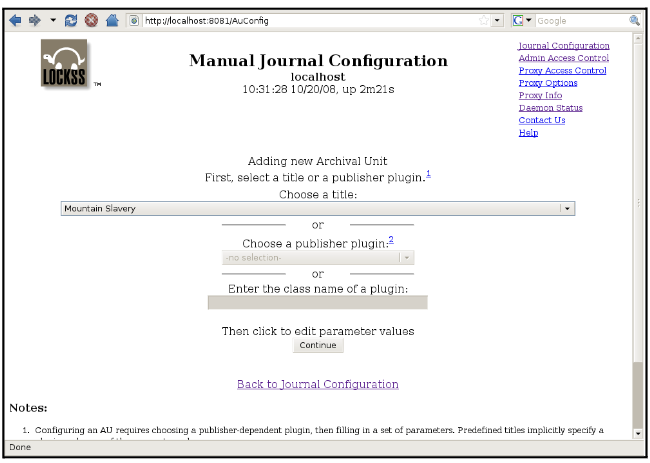 http://localhost:8081/AuConfig
Google
LOCKSS
TM
Manual Journal Configuration
localhost
10:31:28 10/20/08, up 2m21s
Journal Configuration
Admin Access Control
Proxy Access Control
Proxy Options
Proxy Info
Daemon Status
Contact Us
Help
Adding new Archival Unit
First, select a title or a publisher plugin.1
Choose a title:
Mountain Slavery
or
Choose a publisher plugin:2
-no selection-
or
Enter the class name of a plugin:
Then click to edit parameter values
Continue
Back to Journal Configuration
Notes:
1. Configuring an AU requires choosing a publisher-dependent plugin, then filling in a set of parameters. Predefined titles implicitly specify a
Done